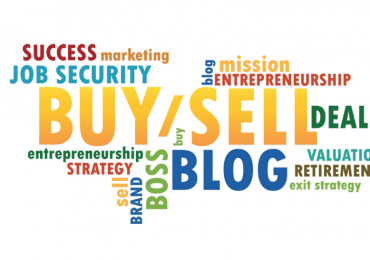 SUCCESS marketing
JOB SECURITY
blog
mission
ENTREPRENEURSHIP
BUY/SELL
buy
DEAL
entrepreneurship
STRATEGY
sell
BRAND
BOSS
BLOG
VALUATIO
RETIREMEN
exit strategy